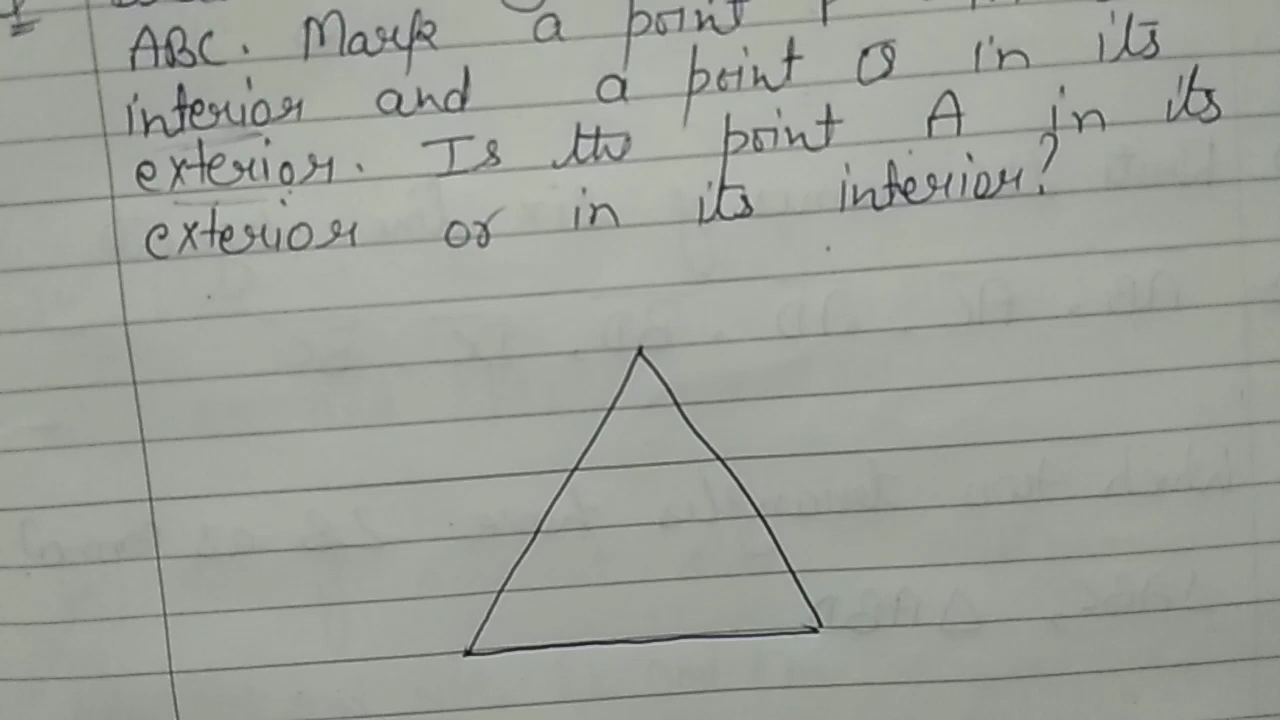 ABC. Mark a point P
interior and a point Q in its
exterior. Is the point A in its
exterior or in its interior?